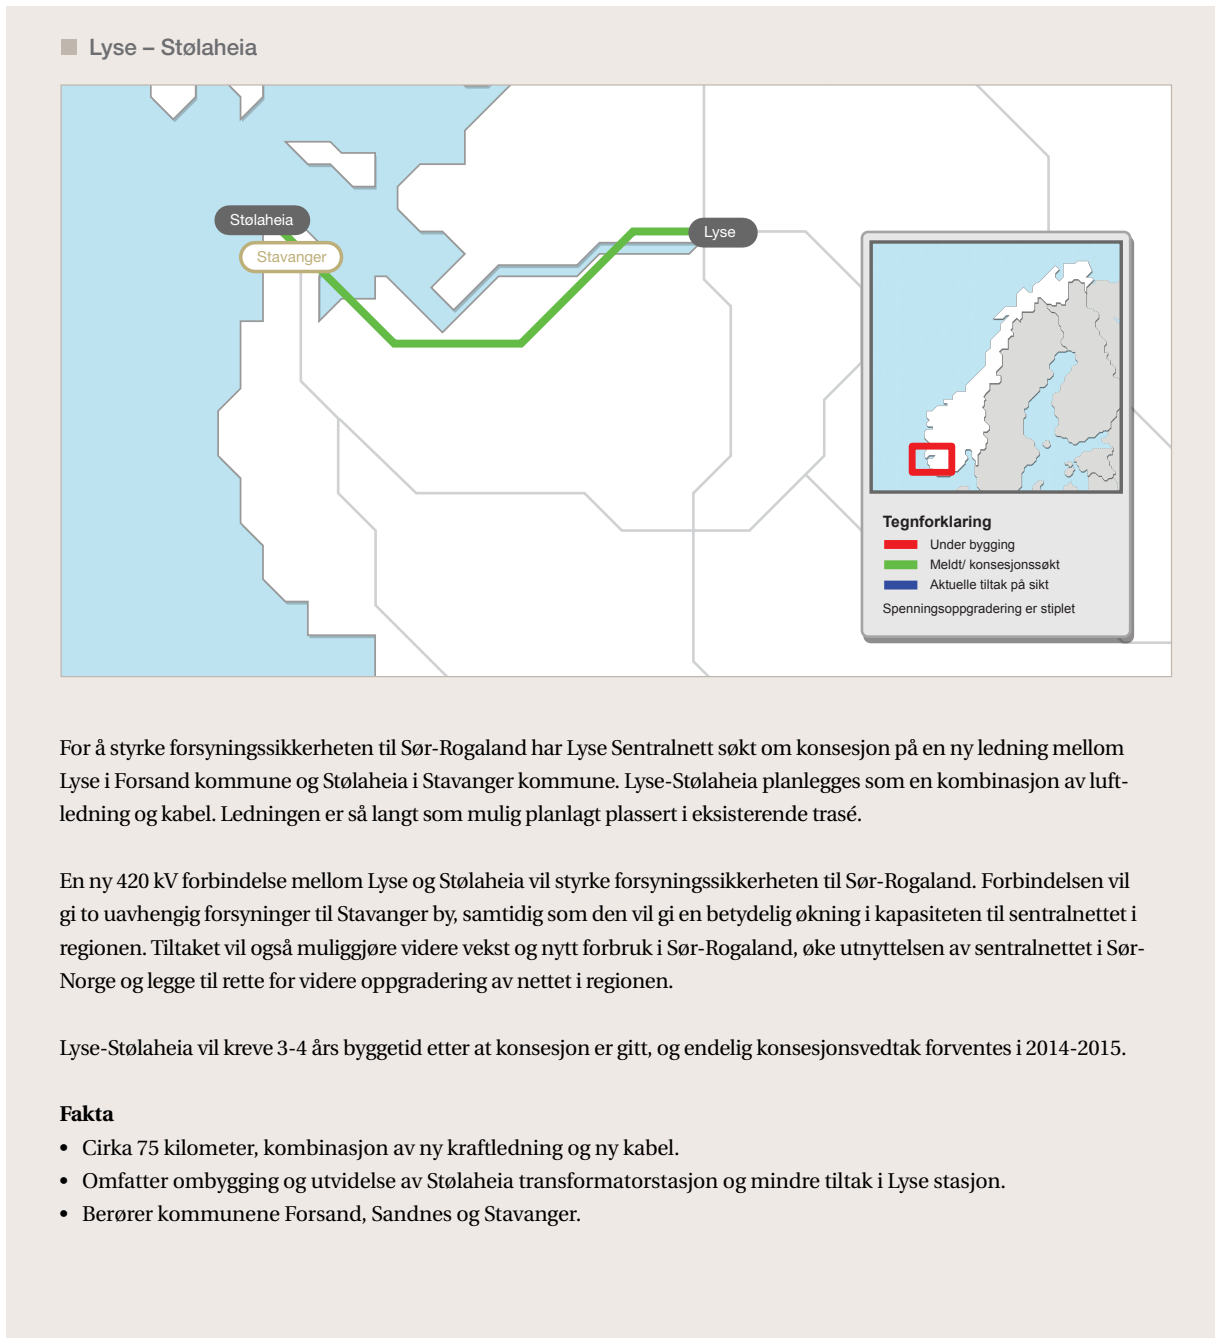 Lyse – Stølaheia
Stølaheia
Stavanger
Lyse
Tegnforklaring
Under bygging
Meldt/ konsesjonssøkt
Aktuelle tiltak på sikt
Spenningsoppgradering er stiplet
For å styrke forsyningssikkerheten til Sør-Rogaland har Lyse Sentralnett søkt om konsesjon på en ny ledning mellom
Lyse i Forsand kommune og Stølaheia i Stavanger kommune. Lyse-Stølaheia planlegges som en kombinasjon av luft-
ledning og kabel. Ledningen er så langt som mulig planlagt plassert i eksisterende trasé.
En ny 420 kV forbindelse mellom Lyse og Stølaheia vil styrke forsyningssikkerheten til Sør-Rogaland. Forbindelsen vil
gi to uavhengig forsyninger til Stavanger by, samtidig som den vil gi en betydelig økning i kapasiteten til sentralnettet i
regionen. Tiltaket vil også muliggjøre videre vekst og nytt forbruk i Sør-Rogaland, øke utnyttelsen av sentralnettet i Sør-
Norge og legge til rette for videre oppgradering av nettet i regionen.
Lyse-Stølaheia vil kreve 3-4 års byggetid etter at konsesjon er gitt, og endelig konsesjonsvedtak forventes i 2014-2015.
Fakta
• Cirka 75 kilometer, kombinasjon av ny kraftledning og ny kabel.
• Omfatter ombygging og utvidelse av Stølaheia transformatorstasjon og mindre tiltak i Lyse stasjon.
• Berører kommunene Forsand, Sandnes og Stavanger.